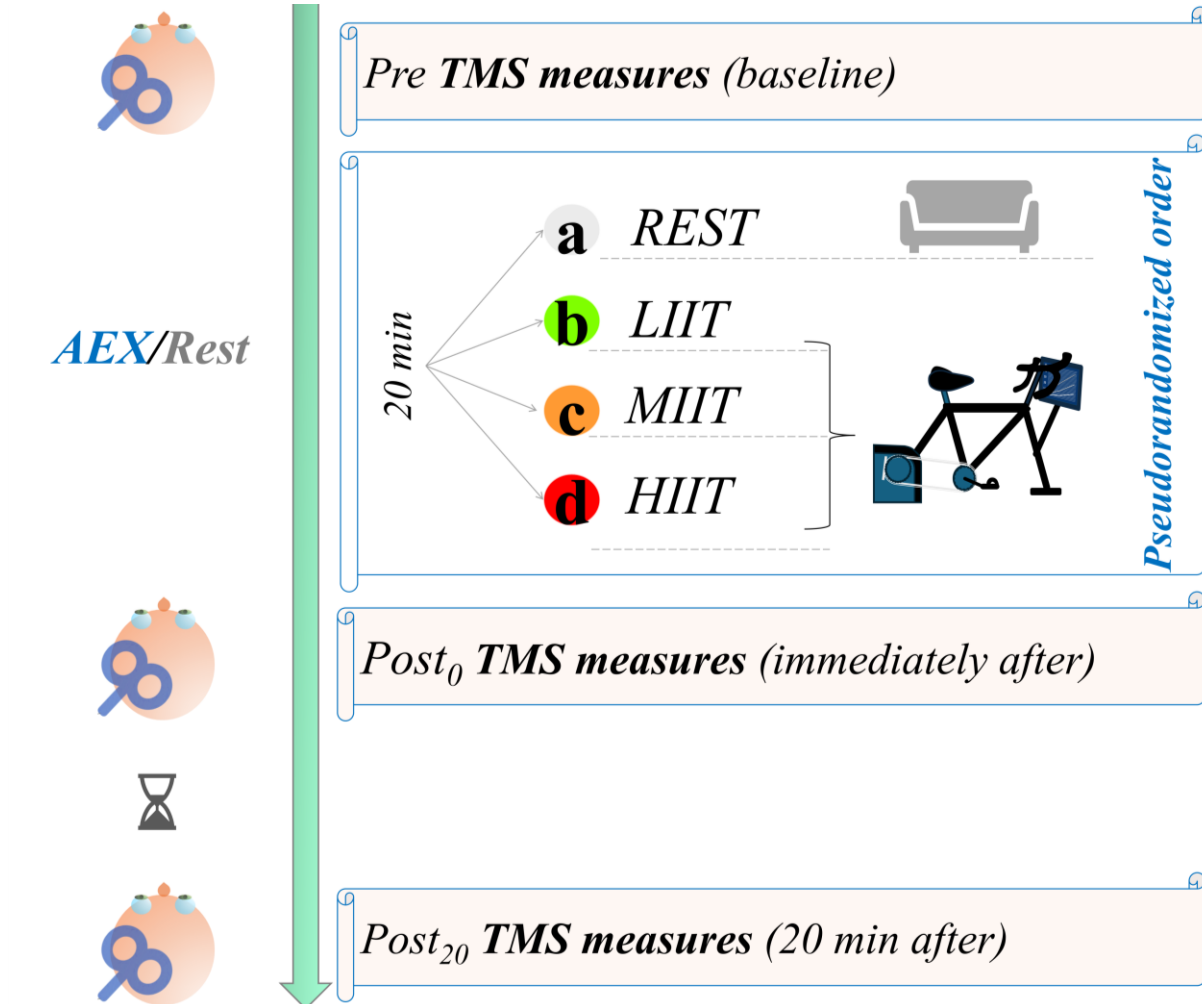 Pre TMS measures (baseline)
AEX/Rest
20 min
a REST
b LIIT
c MIIT
d HIIT
Pseudorandomized order
Post₀ TMS measures (immediately after)
Post₂₀ TMS measures (20 min after)